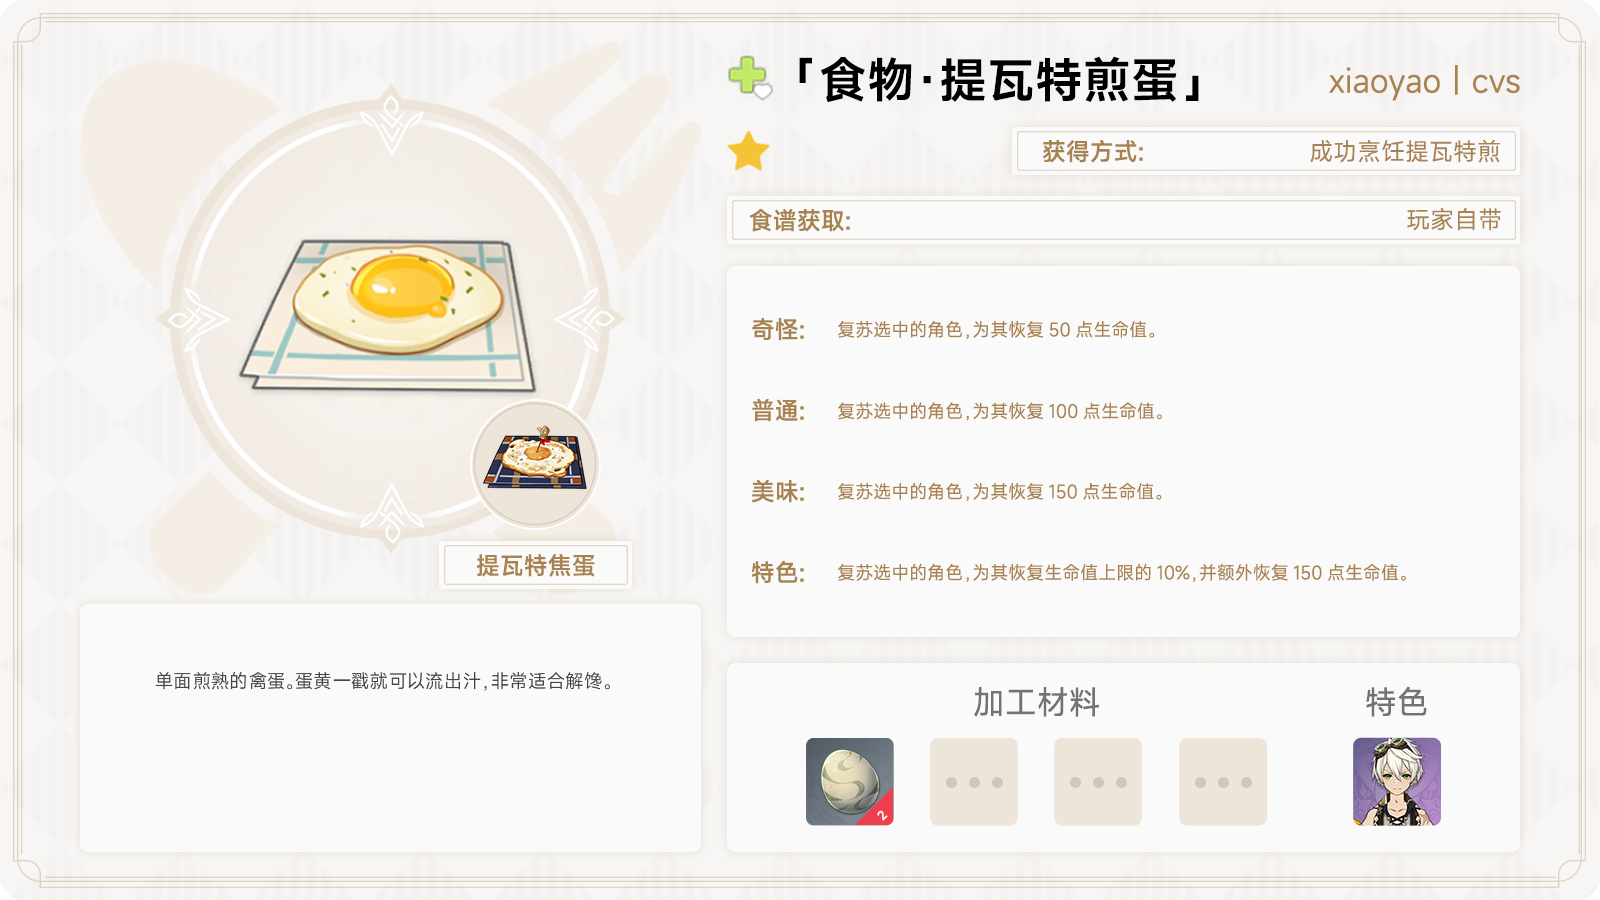 「食物·提瓦特煎蛋」
xiaoyao | cvs
获得方式:
成功烹饪提瓦特煎
食谱获取:
玩家自带
奇怪:
复苏选中的角色,为其恢复 50 点生命值。
普通:
复苏选中的角色,为其恢复 100 点生命值。
美味:
复苏选中的角色,为其恢复 150 点生命值。
特色:
复苏选中的角色,为其恢复生命值上限的 10%,并额外恢复 150 点生命值。
提瓦特焦蛋
单面煎熟的禽蛋。蛋黄一戳就可以流出汁,非常适合解馋。
加工材料
特色
2